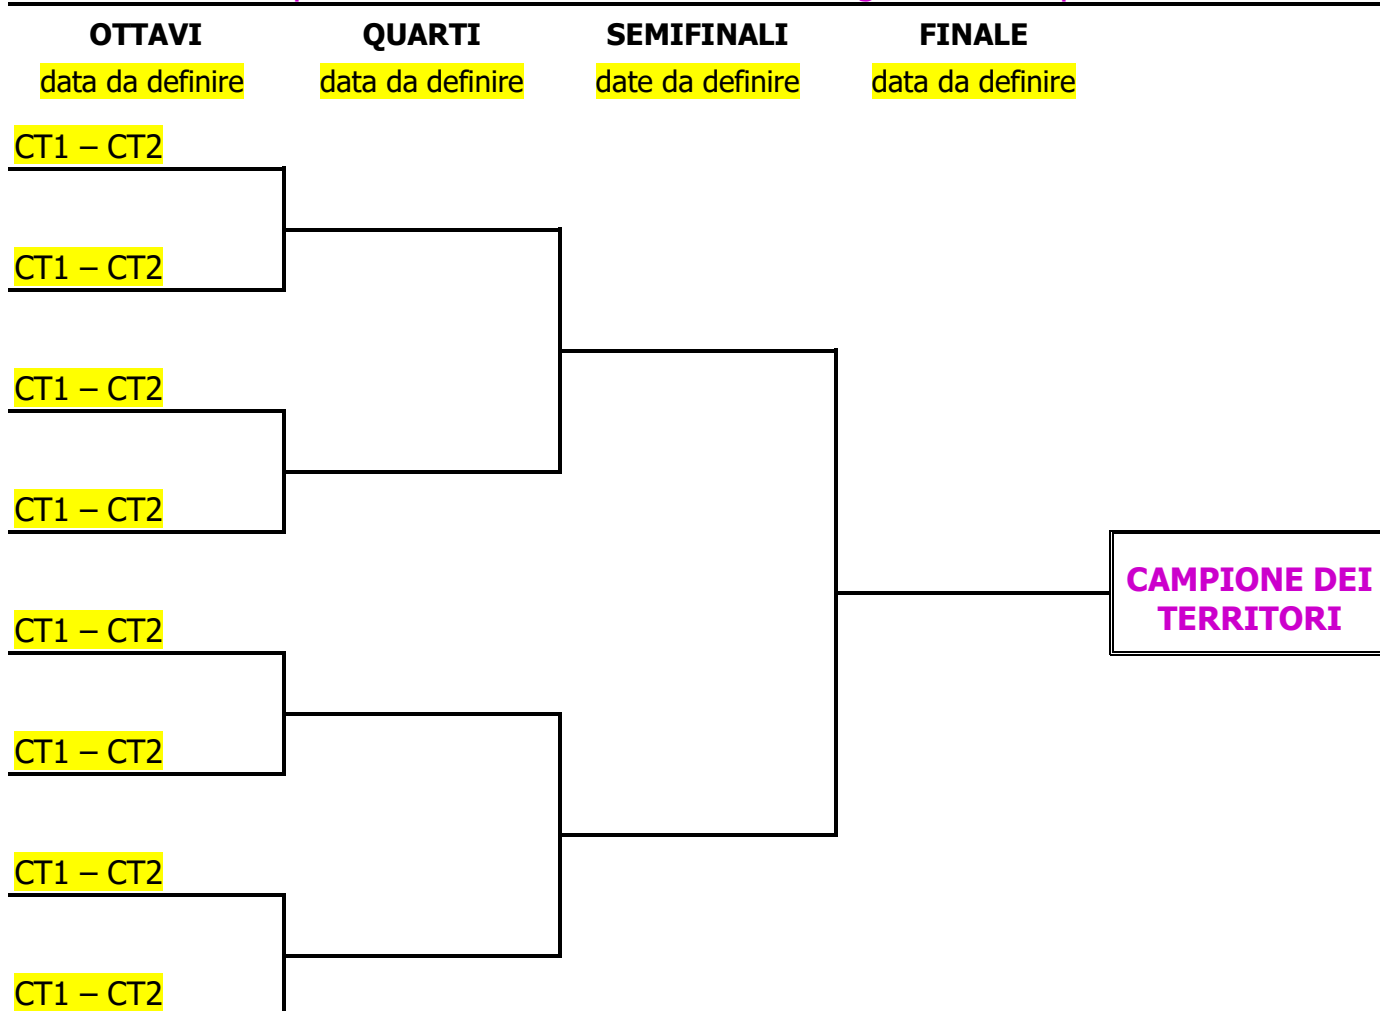 OTTAVI QUARTI SEMIFINALI FINALE
data da definire data da definire date da definire data da definire
CT1 – CT2
CT1 – CT2
CT1 – CT2
CT1 – CT2
CAMPIONE DEI
TERRITORI
CT1 – CT2
CT1 – CT2
CT1 – CT2
CT1 – CT2